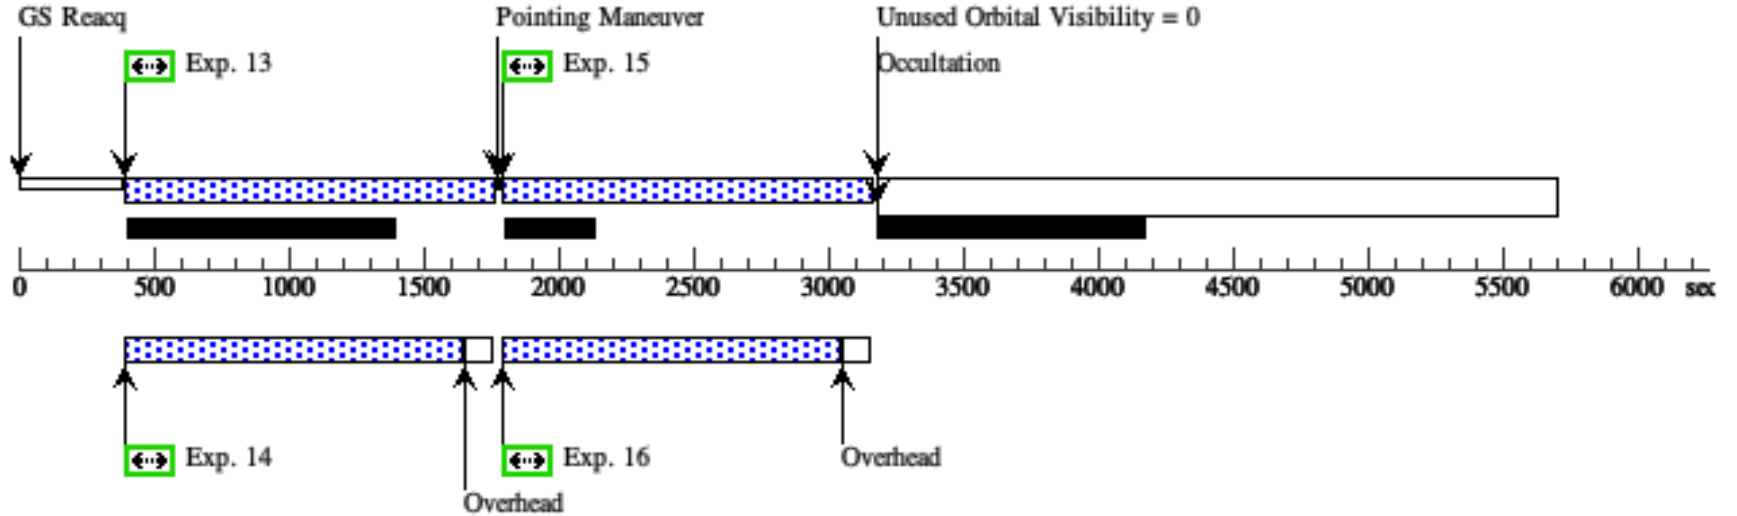 GS Reacq
Pointing Maneuver
Unused Orbital Visibility = 0
Exp. 13
Exp. 15
Occultation
0 500 1000 1500 2000 2500 3000 3500 4000 4500 5000 5500 6000 sec
Exp. 14
Exp. 16
Overhead
Overhead